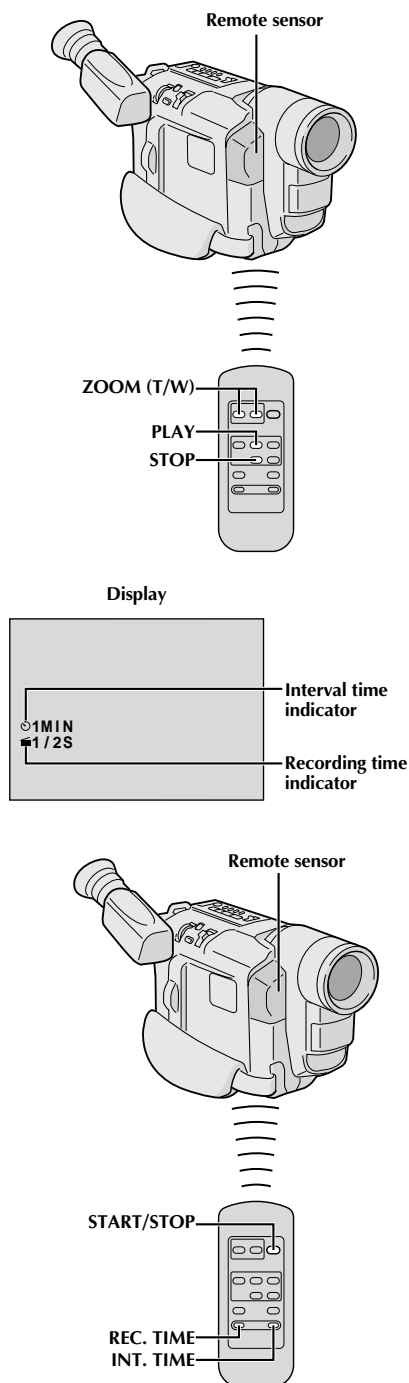 Remote sensor
ZOOM (T/W)
PLAY
STOP
Display
1MIN
1/2S
Interval time
indicator
Recording time
indicator
Remote sensor
START/STOP
REC. TIME
INT. TIME